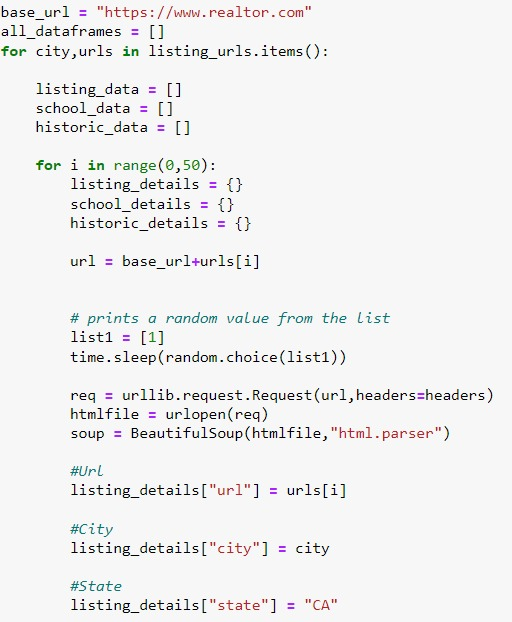 base_url = "https://www.realtor.com"
all_dataframes = []
for city,urls in listing_urls.items():
    listing_data = []
    school_data = []
    historic_data = []
    for i in range(0,50):
        listing_details = {}
        school_details = {}
        historic_details = {}
        url = base_url+urls[i]
        # prints a random value from the list
        list1 = [1]
        time.sleep(random.choice(list1))
        req = urllib.request.Request(url,headers=headers)
        htmlfile = urlopen(req)
        soup = BeautifulSoup(htmlfile,"html.parser")
        #Url
        listing_details["url"] = urls[i]
        #City
        listing_details["city"] = city
        #State
        listing_details["state"] = "CA"